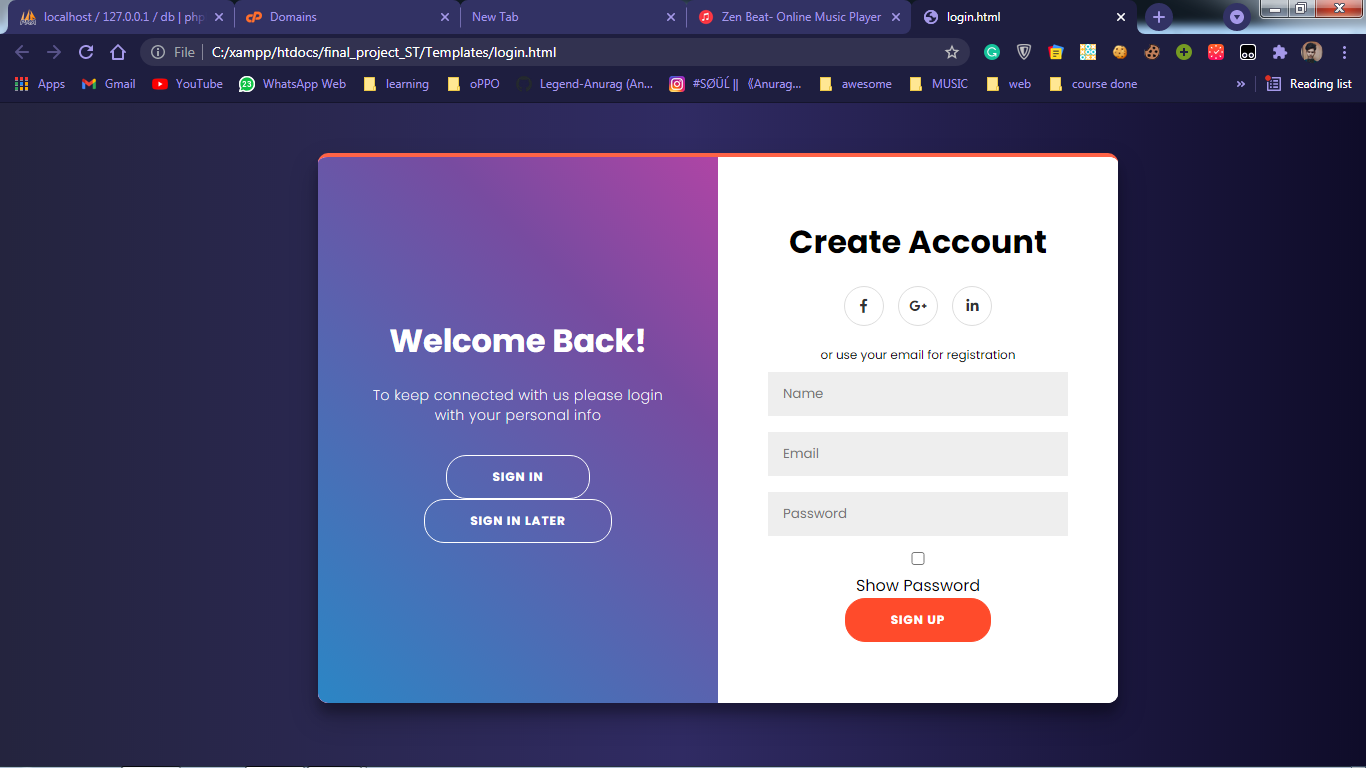 localhost / 127.0.0.1 / db | php
Domains
New Tab
Zen Beat- Online Music Player
login.html
File
C:/xampp/htdocs/final_project_ST/Templates/login.html
Apps
Gmail
YouTube
23
WhatsApp Web
learning
oPPO
Legend-Anurag (An...
#SØÜĹ || 《Anurag...
awesome
MUSIC
web
course done
»
Reading list
Welcome Back!
To keep connected with us please login
with your personal info
SIGN IN
SIGN IN LATER
Create Account
f
G+
in
or use your email for registration
Name
Email
Password
Show Password
SIGN UP